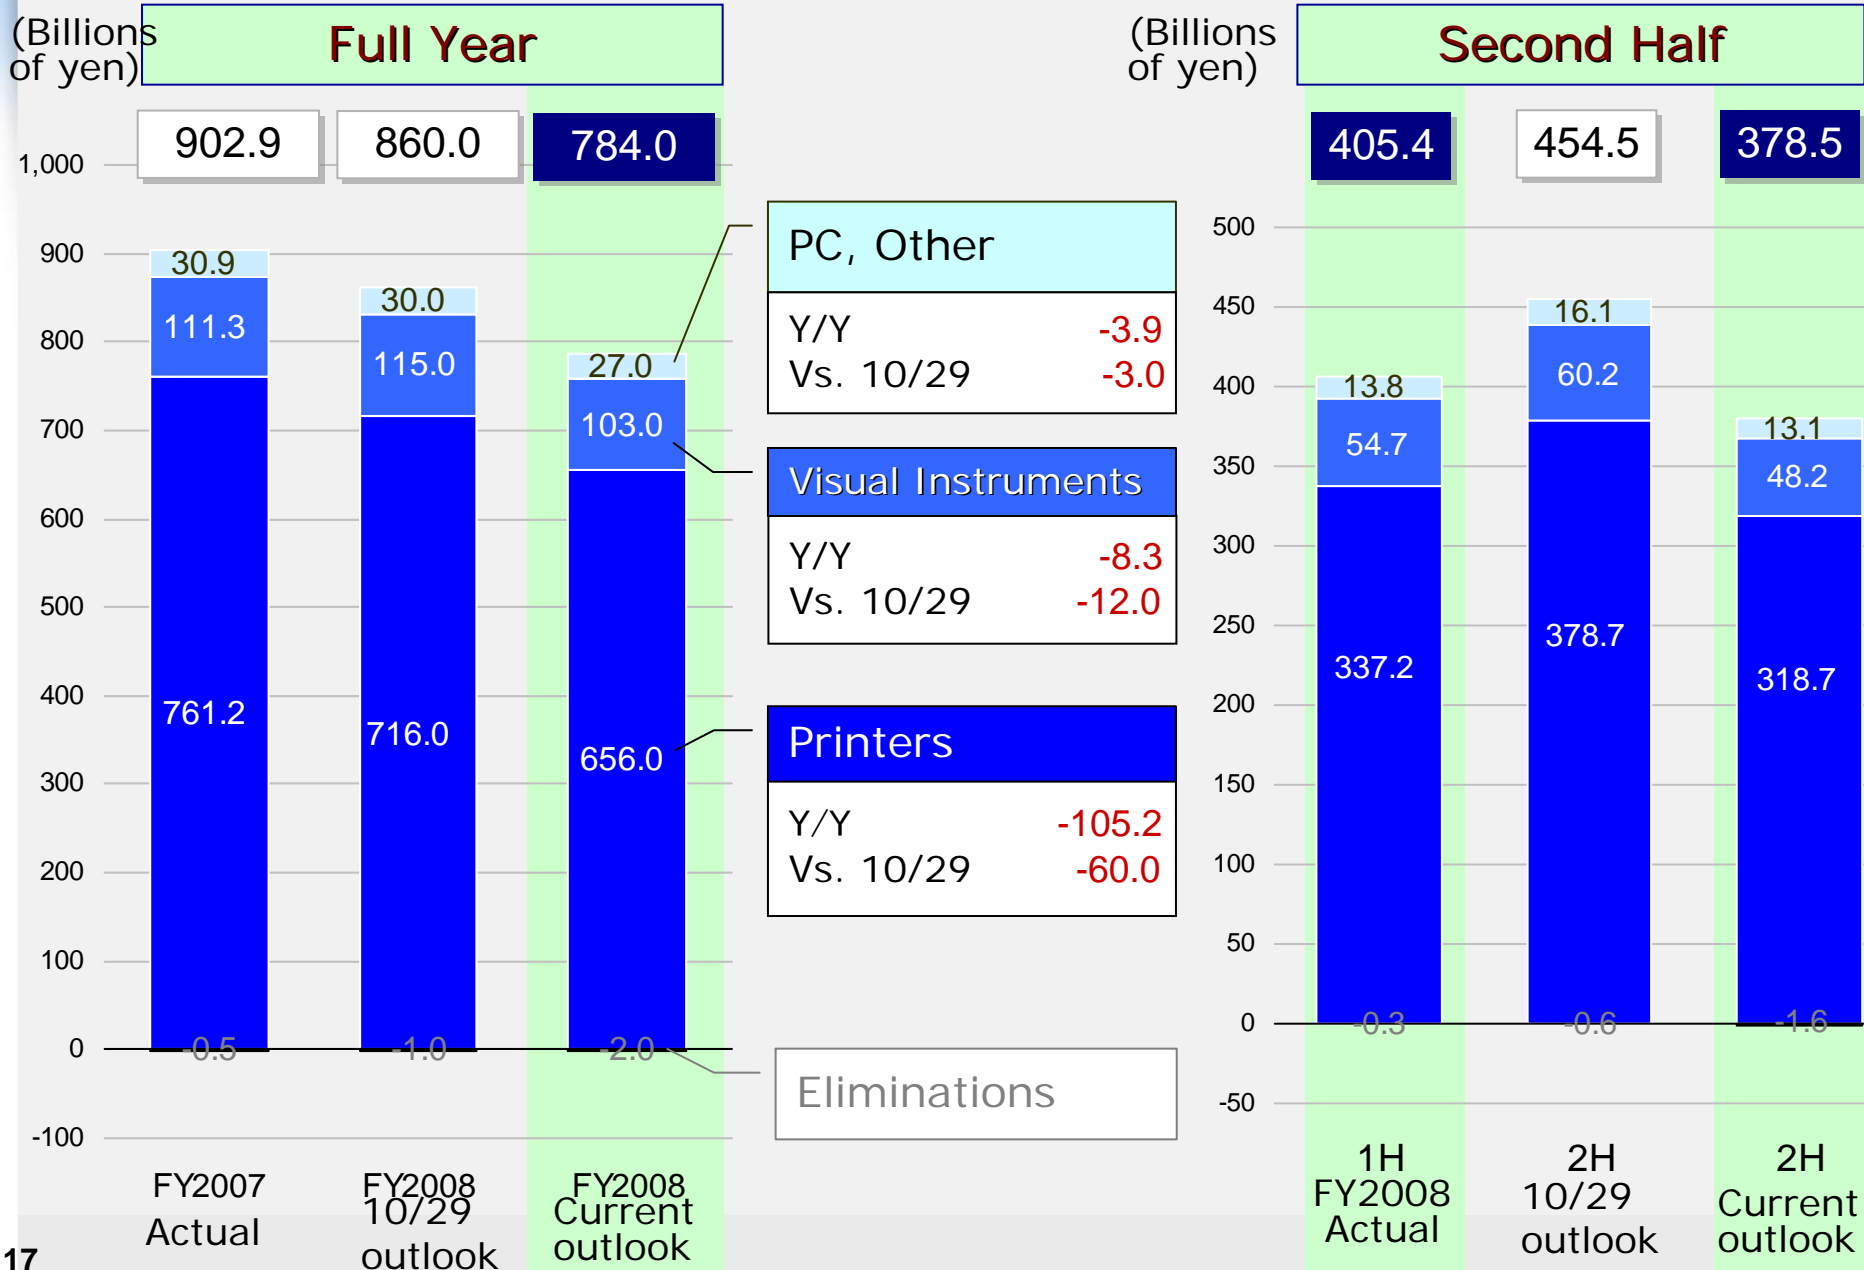 (Billions
of yen)
Full Year
902.9
860.0
784.0
1,000
900
800
700
600
500
400
300
200
100
0
-100
30.9
111.3
761.2
-0.5
30.0
115.0
716.0
-1.0
27.0
103.0
656.0
-2.0
FY2007
Actual
FY2008
10/29
outlook
FY2008
Current
outlook
PC, Other
Y/Y -3.9
Vs. 10/29 -3.0
Visual Instruments
Y/Y -8.3
Vs. 10/29 -12.0
Printers
Y/Y -105.2
Vs. 10/29 -60.0
Eliminations
(Billions
of yen)
Second Half
405.4
454.5
378.5
500
450
400
350
300
250
200
150
100
50
0
-50
13.8
54.7
337.2
-0.3
16.1
60.2
378.7
-0.6
13.1
48.2
318.7
-1.6
1H
FY2008
Actual
2H
10/29
outlook
2H
Current
outlook
17